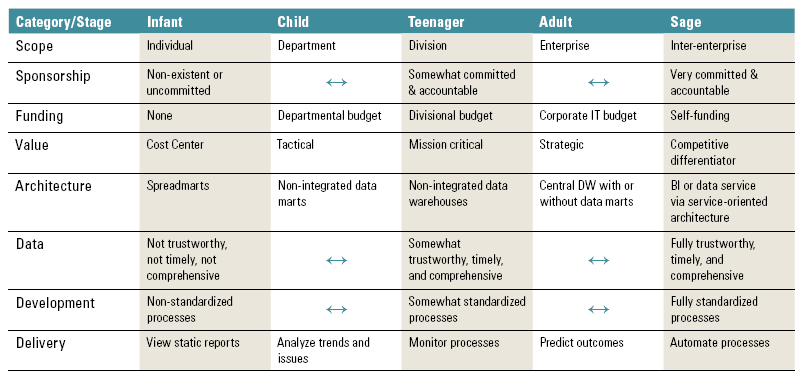 Category/Stage Infant Child Teenager Adult Sage
Scope Individual Department Division Enterprise Inter-enterprise
Sponsorship Non-existent or Somewhat committed Very committed &
uncommitted ↔ & accountable ↔ accountable
Funding None Departmental budget Divisional budget Corporate IT budget Self-funding
Value Cost Center Tactical Mission critical Strategic Competitive
differentiator
Architecture Spreadmarts Non-integrated data Non-integrated data Central DW with or BI or data service
marts warehouses without data marts via service-oriented
architecture
Data Not trustworthy, Somewhat Fully trustworthy,
not timely, not ↔ trustworthy, timely, ↔ timely, and
comprehensive and comprehensive comprehensive
Development Non-standardized ↔ Somewhat standardized ↔ Fully standardized
processes processes processes
Delivery View static reports Analyze trends and Monitor processes Predict outcomes Automate processes
issues